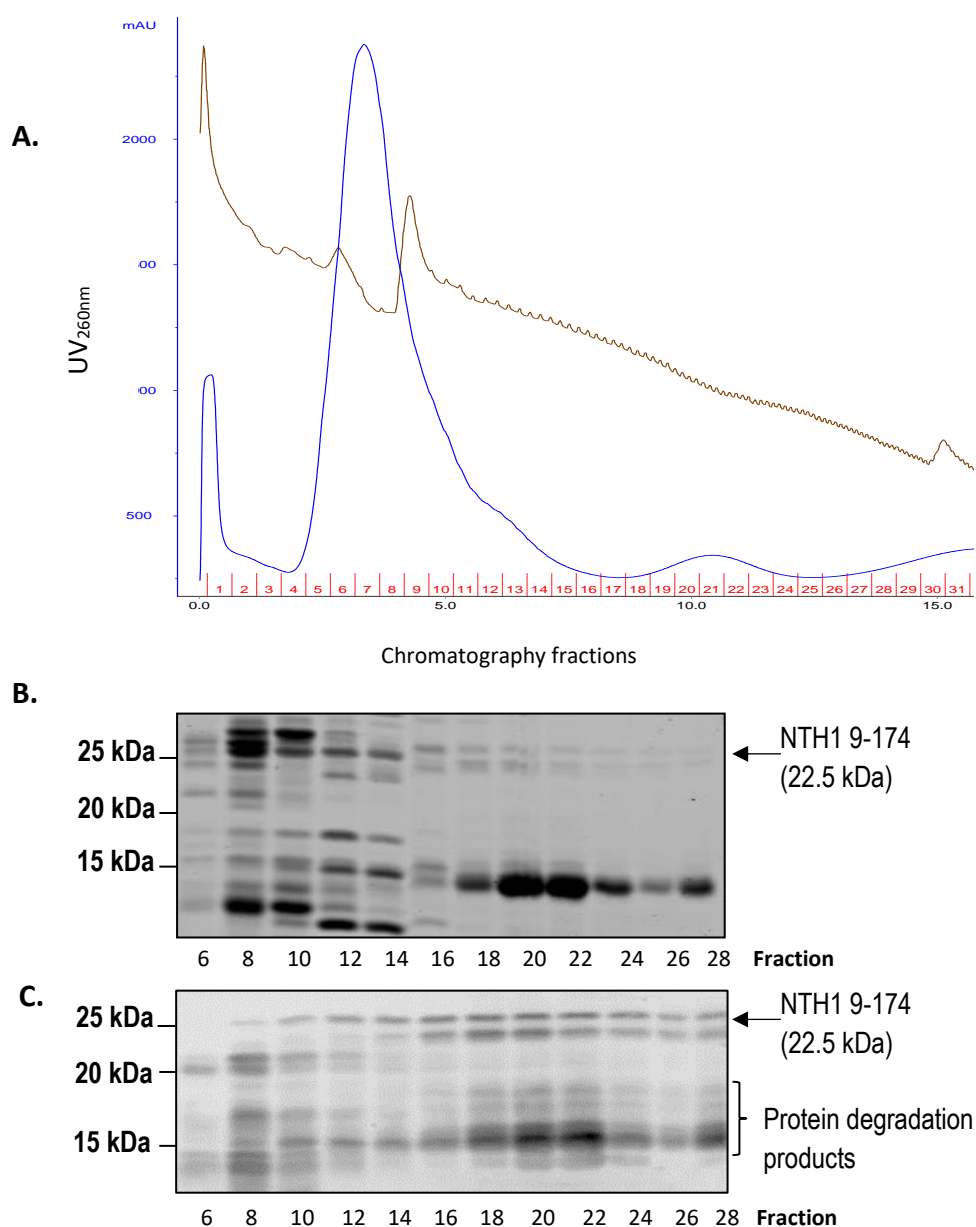 A.
mAU
2000
500
UV260nm
1 2 3 4 5 6 7 8 9 10 11 12 13 14 15 16 17 18 19 20 21 22 23 24 25 26 27 28 29 30 31
0.0 5.0 10.0 15.0
Chromatography fractions
B.
25 kDa
20 kDa
15 kDa
NTH1 9-174
(22.5 kDa)
6 8 10 12 14 16 18 20 22 24 26 28 Fraction
C.
25 kDa
20 kDa
15 kDa
NTH1 9-174
(22.5 kDa)
Protein degradation
products
6 8 10 12 14 16 18 20 22 24 26 28 Fraction